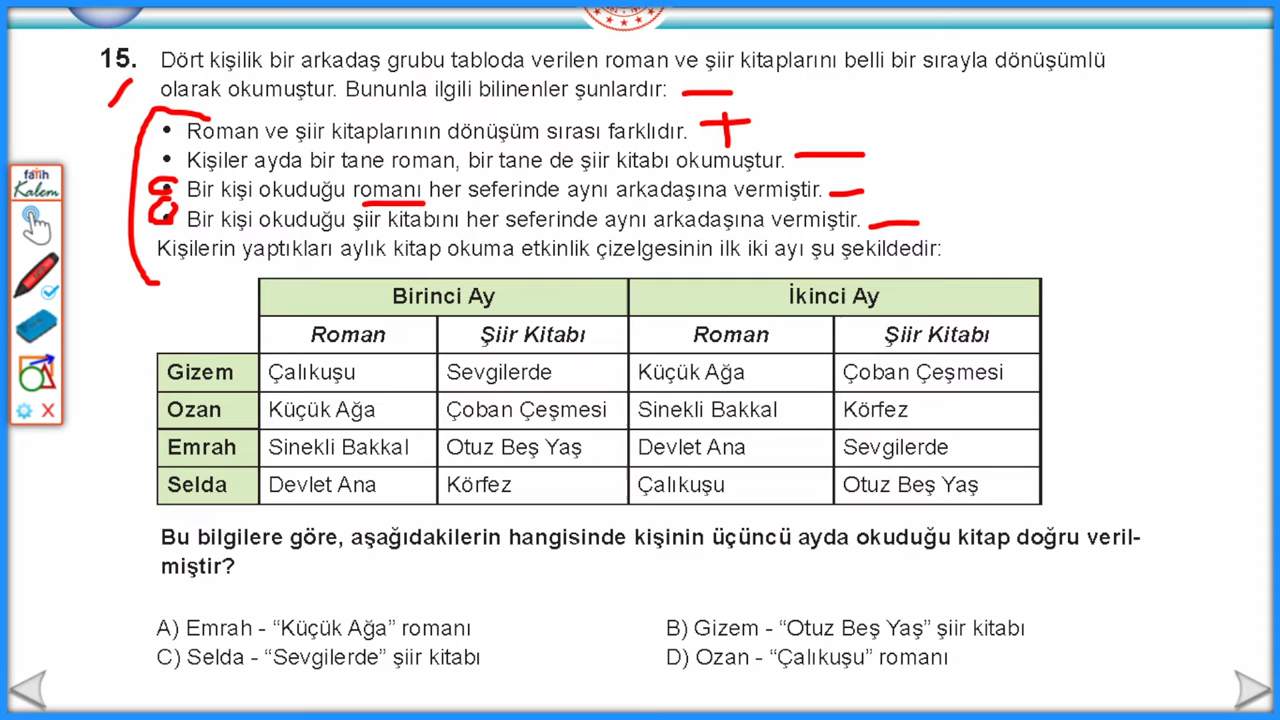 15. Dört kişilik bir arkadaş grubu tabloda verilen roman ve şiir kitaplarını belli bir sırayla dönüşümlü
olarak okumuştur. Bununla ilgili bilinenler şunlardır:
• Roman ve şiir kitaplarının dönüşüm sırası farklıdır.
• Kişiler ayda bir tane roman, bir tane de şiir kitabı okumuştur.
• Bir kişi okuduğu romanı her seferinde aynı arkadaşına vermiştir.
• Bir kişi okuduğu şiir kitabını her seferinde aynı arkadaşına vermiştir.
Kişilerin yaptıkları aylık kitap okuma etkinlik çizelgesinin ilk iki ayı şu şekildedir:
fatih
Kalem
Birinci Ay İkinci Ay
Roman Şiir Kitabı Roman Şiir Kitabı
Gizem Çalıkuşu Sevgilerde Küçük Ağa Çoban Çeşmesi
Ozan Küçük Ağa Çoban Çeşmesi Sinekli Bakkal Körfez
Emrah Sinekli Bakkal Otuz Beş Yaş Devlet Ana Sevgilerde
Selda Devlet Ana Körfez Çalıkuşu Otuz Beş Yaş
Bu bilgilere göre, aşağıdakilerin hangisinde kişinin üçüncü ayda okuduğu kitap doğru veril-
miştir?
A) Emrah - “Küçük Ağa” romanı
B) Gizem - “Otuz Beş Yaş” şiir kitabı
C) Selda - “Sevgilerde” şiir kitabı
D) Ozan - “Çalıkuşu” romanı